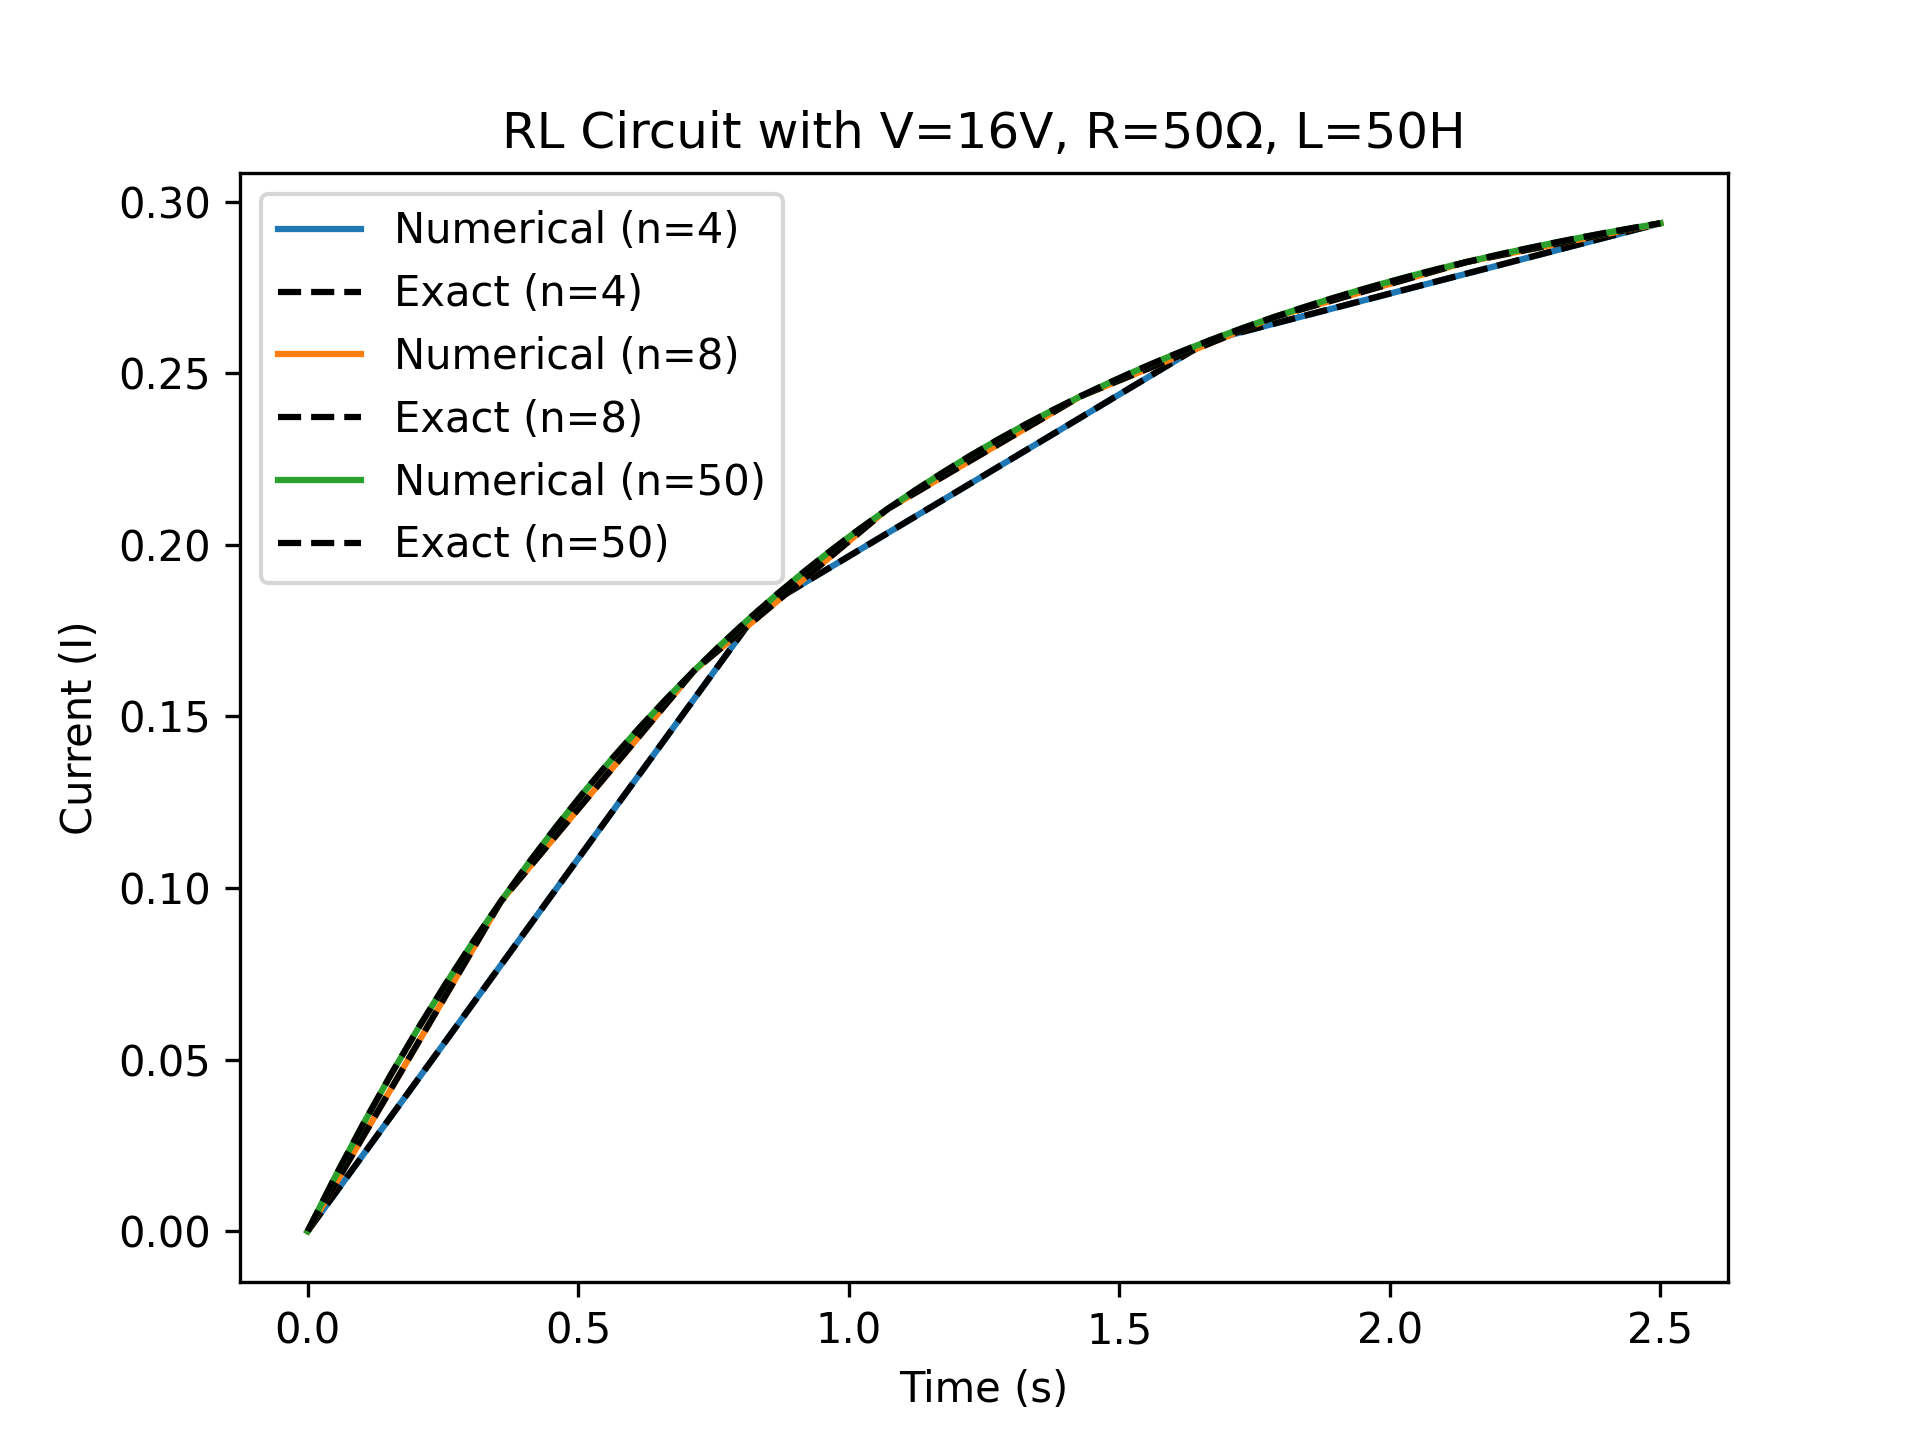 RL Circuit with V=16V, R=50Ω, L=50H
Numerical (n=4)
Exact (n=4)
Numerical (n=8)
Exact (n=8)
Numerical (n=50)
Exact (n=50)
Current (I)
0.30
0.25
0.20
0.15
0.10
0.05
0.00
0.0 0.5 1.0 1.5 2.0 2.5
Time (s)